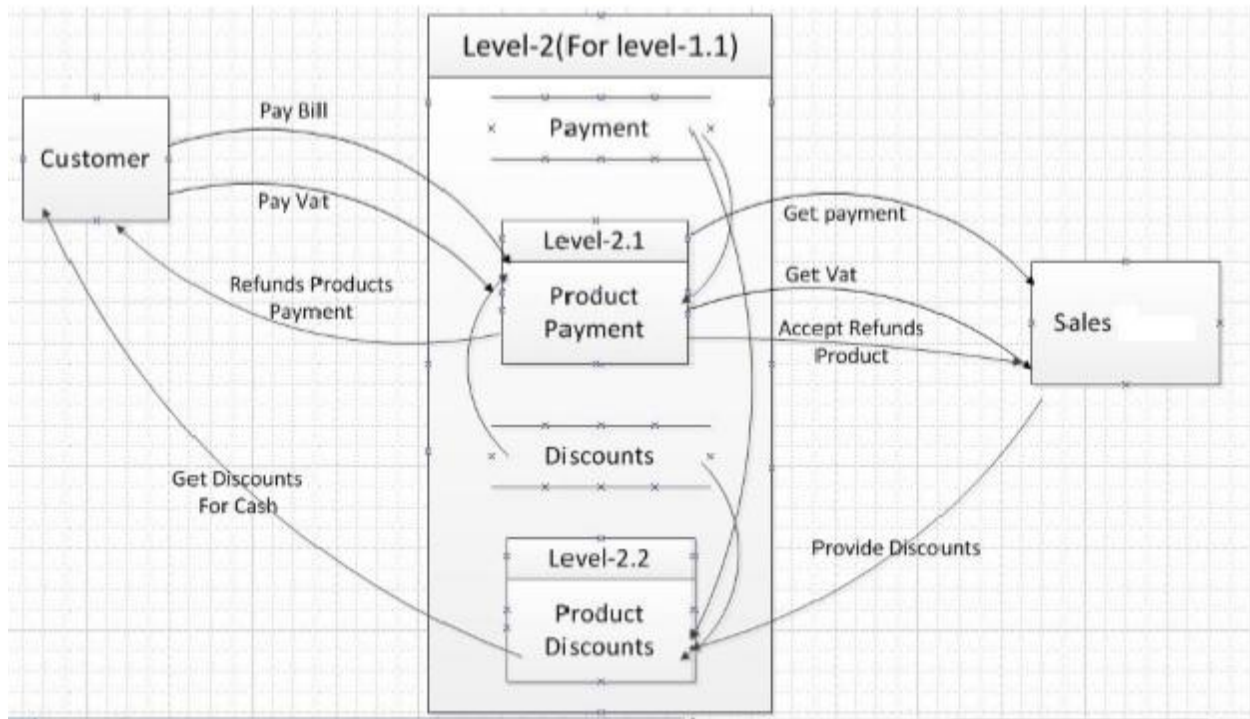 Level-2(For level-1.1)
Pay Bill
Payment
Customer
Pay Vat
Get payment
Level-2.1
Get Vat
Refunds Products
Payment
Product
Payment
Accept Refunds
Product
Sales
Discounts
Get Discounts
For Cash
Provide Discounts
Level-2.2
Product
Discounts